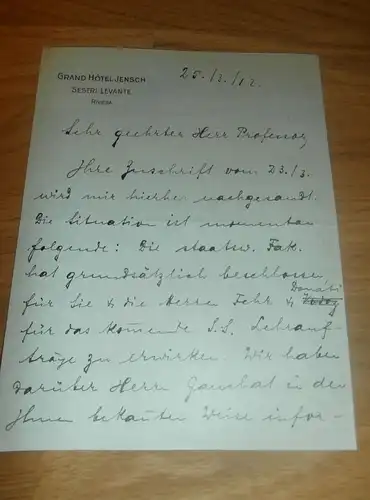 GRAND HÔTEL JENSCH
SESTRI LEVANTE
RIVIERA
25./3./12.
Sehr geehrter Herr Professor,
Ihre Zuschrift vom 23./3.
wird mir hierher nachgesandt.
Die Situation ist momentan
folgende: Die staatsw. Fak.
hat grundsätzlich beschlossen,
für Sie & die Herren Fehr & Donati
für das kommende S.S. Lehrauf-
träge zu erwirken. Wir haben
darüber Herrn Gauchat in der
Ihnen bekannten Weise infor-